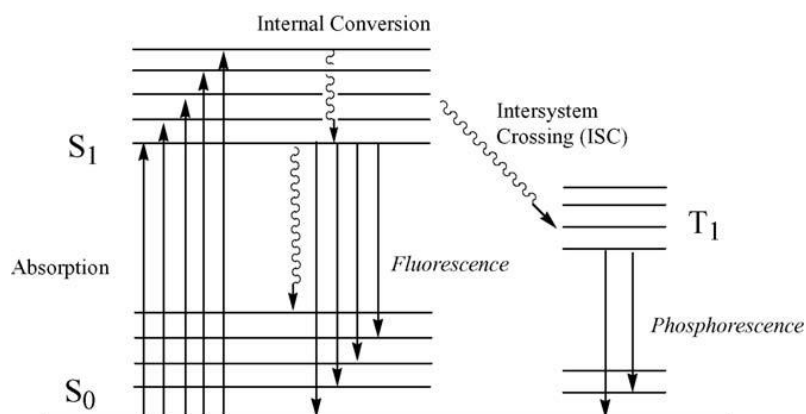 Internal Conversion
Intersystem
Crossing (ISC)
S1
T1
Absorption
Fluorescence
Phosphorescence
S0